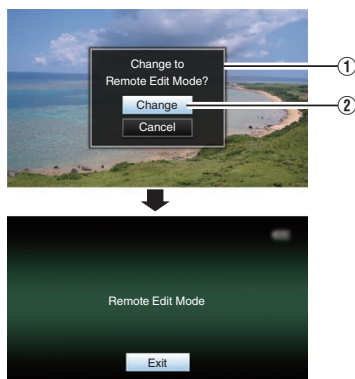 Change to
Remote Edit Mode?
①
Change
②
Cancel
Remote Edit Mode
Exit